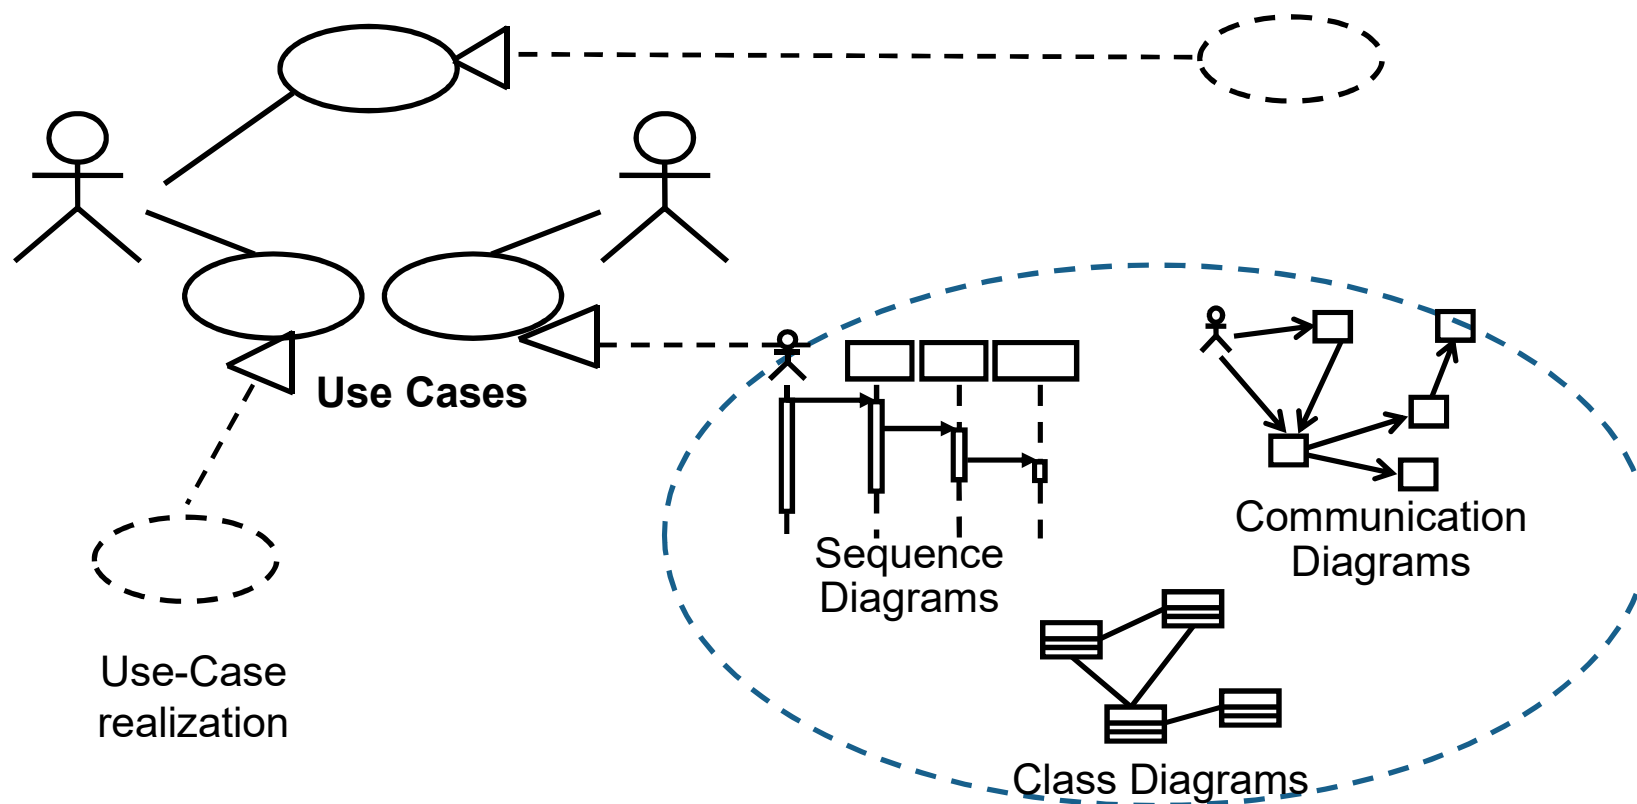 Use Cases
Sequence
Diagrams
Communication
Diagrams
Use-Case
realization
Class Diagrams